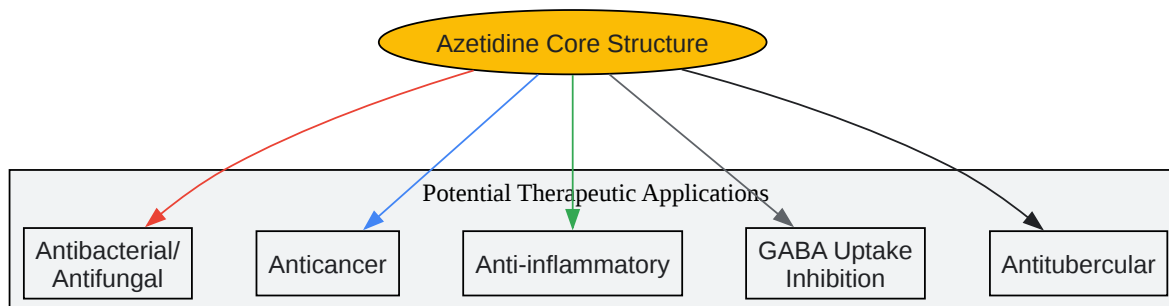 Azetidine Core Structure
Potential Therapeutic Applications
Antibacterial/
Antifungal
Anticancer
Anti-inflammatory
GABA Uptake
Inhibition
Antitubercular